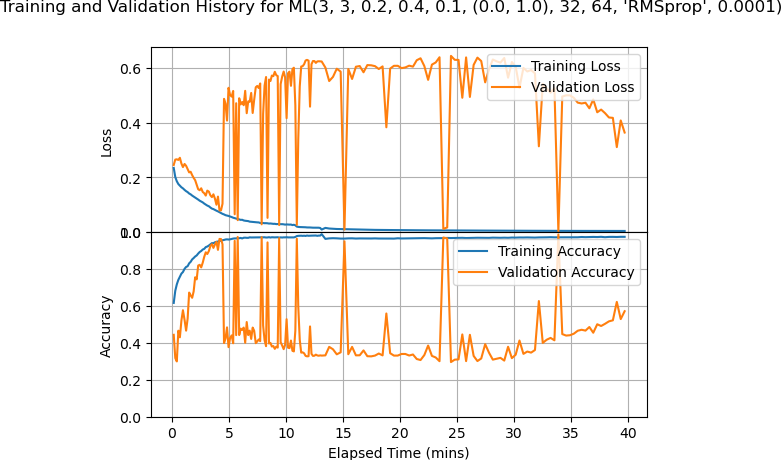 Training and Validation History for ML(3, 3, 0.2, 0.4, 0.1, (0.0, 1.0), 32, 64, 'RMSprop', 0.0001)
0.6
0.4
0.2
0.0
Loss
Training Loss
Validation Loss
1.0
0.8
0.6
0.4
0.2
0.0
Accuracy
Training Accuracy
Validation Accuracy
0 5 10 15 20 25 30 35 40
Elapsed Time (mins)